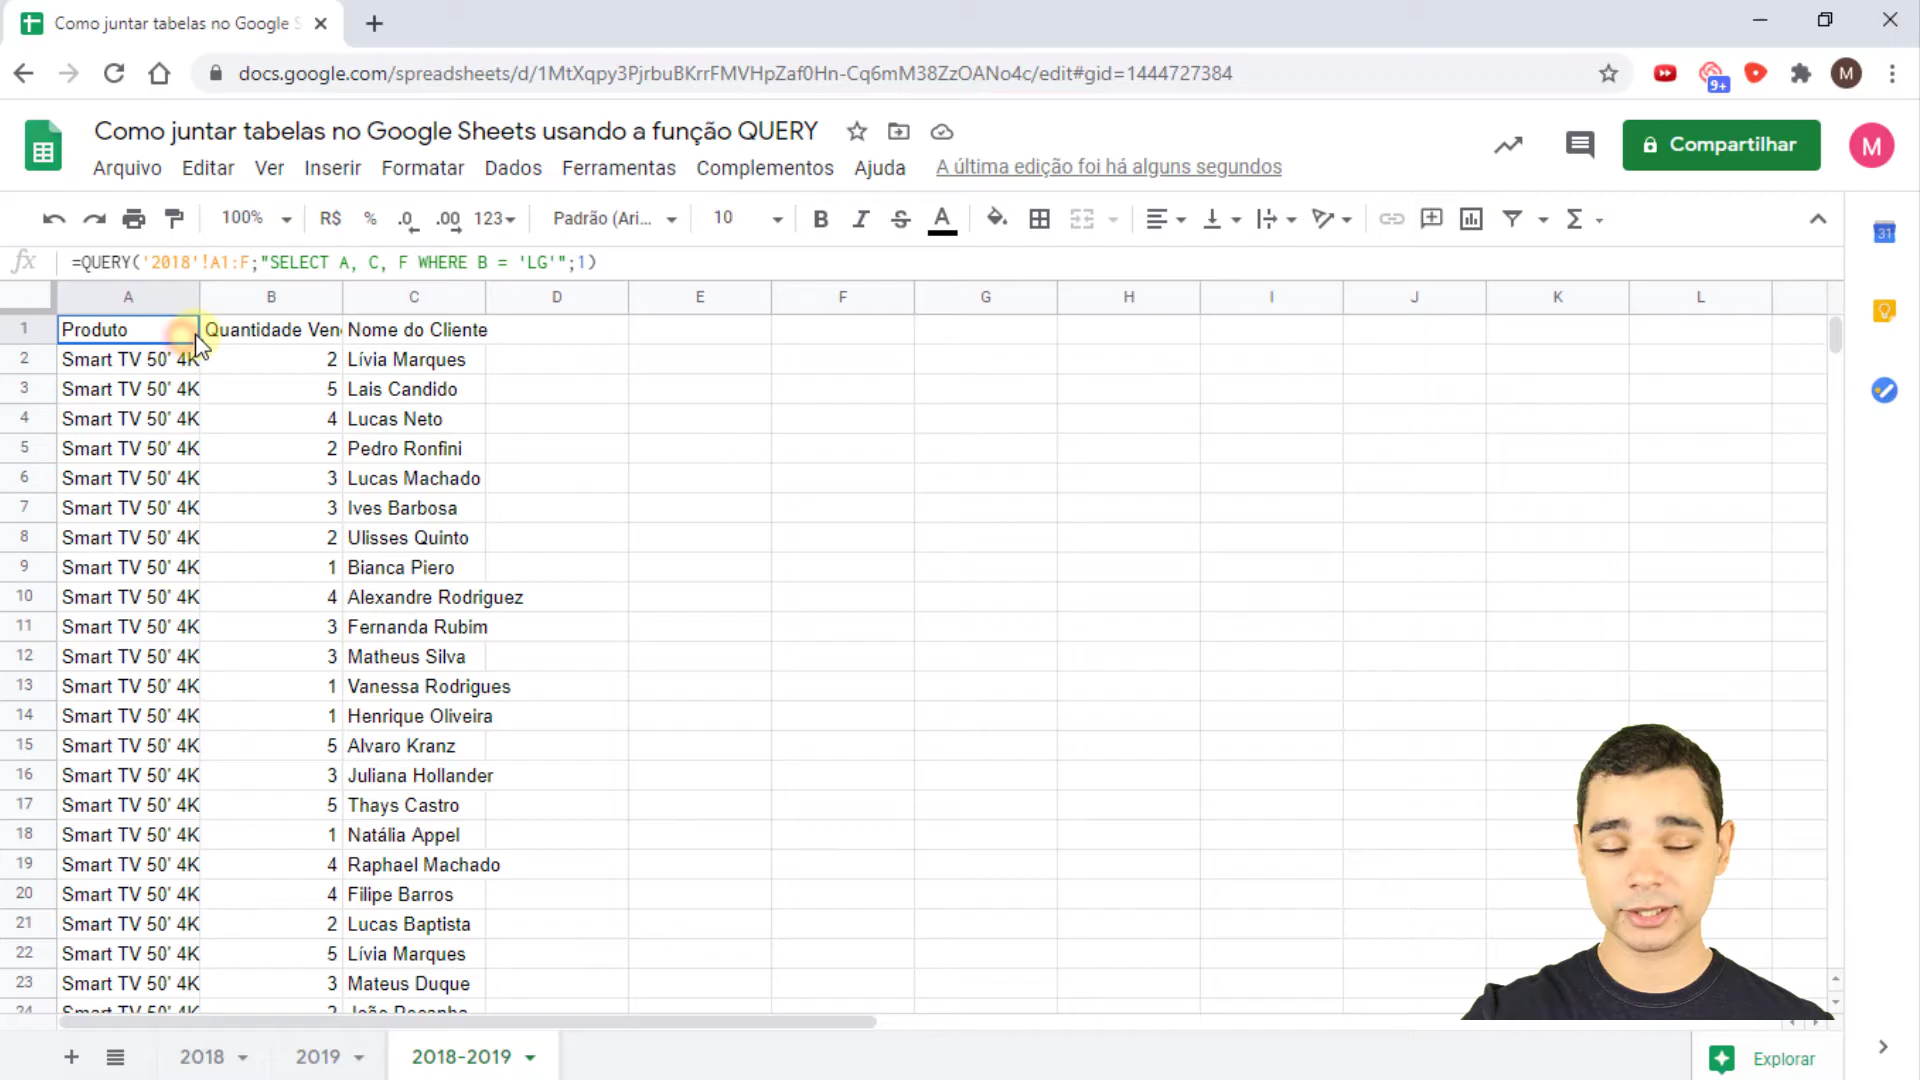 Como juntar tabelas no Google S
docs.google.com/spreadsheets/d/1MtXqpy3PjrbuBKrrFMVHpZaf0Hn-Cq6mM38ZzOANo4c/edit#gid=1444727384
9+
M
Como juntar tabelas no Google Sheets usando a função QUERY
Arquivo Editar Ver Inserir Formatar Dados Ferramentas Complementos Ajuda A última edição foi há alguns segundos
Compartilhar
M
100% R$ % .0 .00 123 Padrão (Ari... 10 B I S A Σ
31
fx =QUERY('2018'!A1:F;"SELECT A, C, F WHERE B = 'LG'";1)
A B C D E F G H I J K L
1 Produto Quantidade Ven Nome do Cliente
2 Smart TV 50' 4K 2 Lívia Marques
3 Smart TV 50' 4K 5 Lais Candido
4 Smart TV 50' 4K 4 Lucas Neto
5 Smart TV 50' 4K 2 Pedro Ronfini
6 Smart TV 50' 4K 3 Lucas Machado
7 Smart TV 50' 4K 3 Ives Barbosa
8 Smart TV 50' 4K 2 Ulisses Quinto
9 Smart TV 50' 4K 1 Bianca Piero
10 Smart TV 50' 4K 4 Alexandre Rodriguez
11 Smart TV 50' 4K 3 Fernanda Rubim
12 Smart TV 50' 4K 3 Matheus Silva
13 Smart TV 50' 4K 1 Vanessa Rodrigues
14 Smart TV 50' 4K 1 Henrique Oliveira
15 Smart TV 50' 4K 5 Alvaro Kranz
16 Smart TV 50' 4K 3 Juliana Hollander
17 Smart TV 50' 4K 5 Thays Castro
18 Smart TV 50' 4K 1 Natália Appel
19 Smart TV 50' 4K 4 Raphael Machado
20 Smart TV 50' 4K 4 Filipe Barros
21 Smart TV 50' 4K 2 Lucas Baptista
22 Smart TV 50' 4K 5 Lívia Marques
23 Smart TV 50' 4K 3 Mateus Duque
24 Smart TV 50' 4K
2018 2019 2018-2019 Explorar